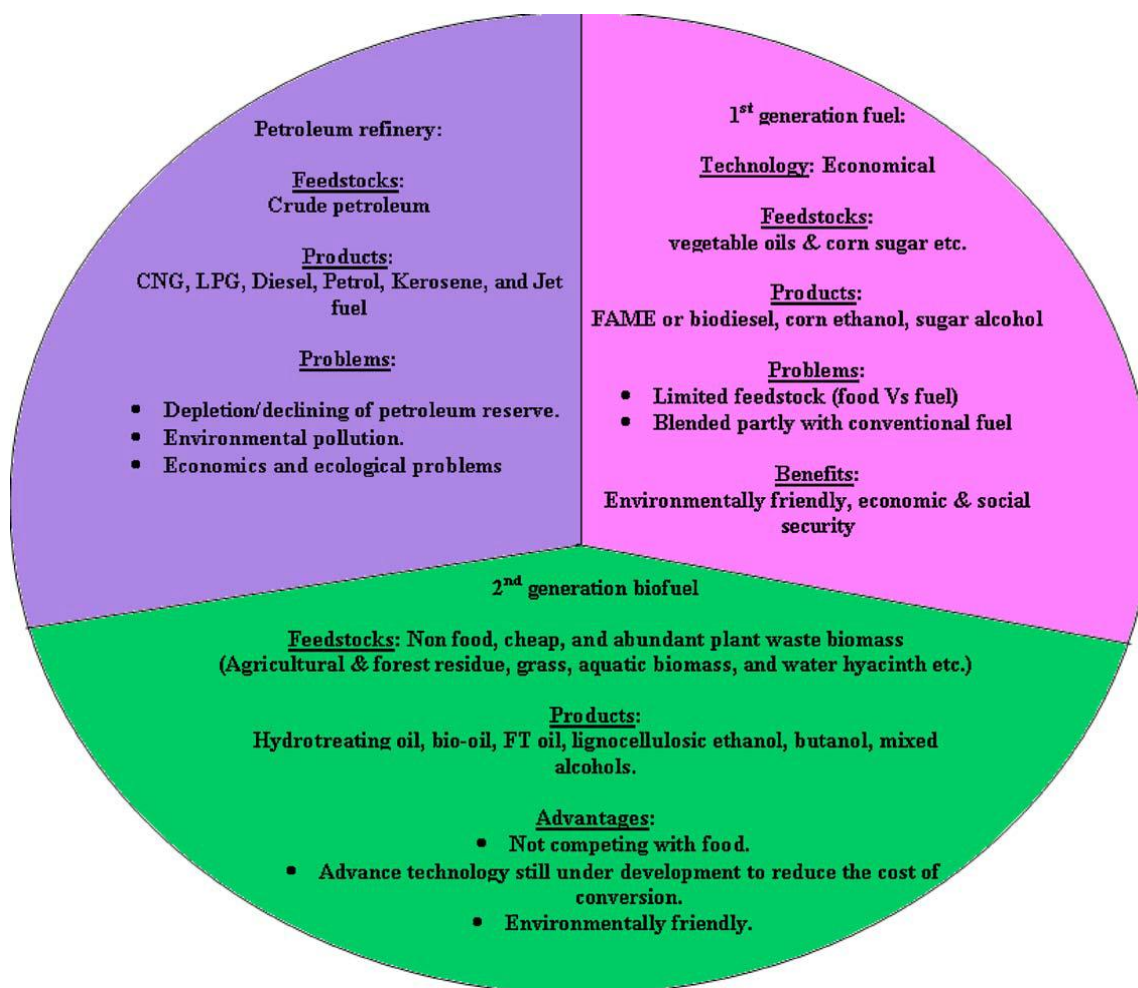 Petroleum refinery:
Feedstocks:
Crude petroleum
Products:
CNG, LPG, Diesel, Petrol, Kerosene, and Jet
fuel
Problems:
• Depletion/declining of petroleum reserve.
• Environmental pollution.
• Economics and ecological problems
1st generation fuel:
Technology: Economical
Feedstocks:
vegetable oils & corn sugar etc.
Products:
FAME or biodiesel, corn ethanol, sugar alcohol
Problems:
• Limited feedstock (food Vs fuel)
• Blended partly with conventional fuel
Benefits:
Environmentally friendly, economic & social
security
2nd generation biofuel
Feedstocks: Non food, cheap, and abundant plant waste biomass
(Agricultural & forest residue, grass, aquatic biomass, and water hyacinth etc.)
Products:
Hydrotreating oil, bio-oil, FT oil, lignocellulosic ethanol, butanol, mixed
alcohols.
Advantages:
• Not competing with food.
• Advance technology still under development to reduce the cost of
conversion.
• Environmentally friendly.